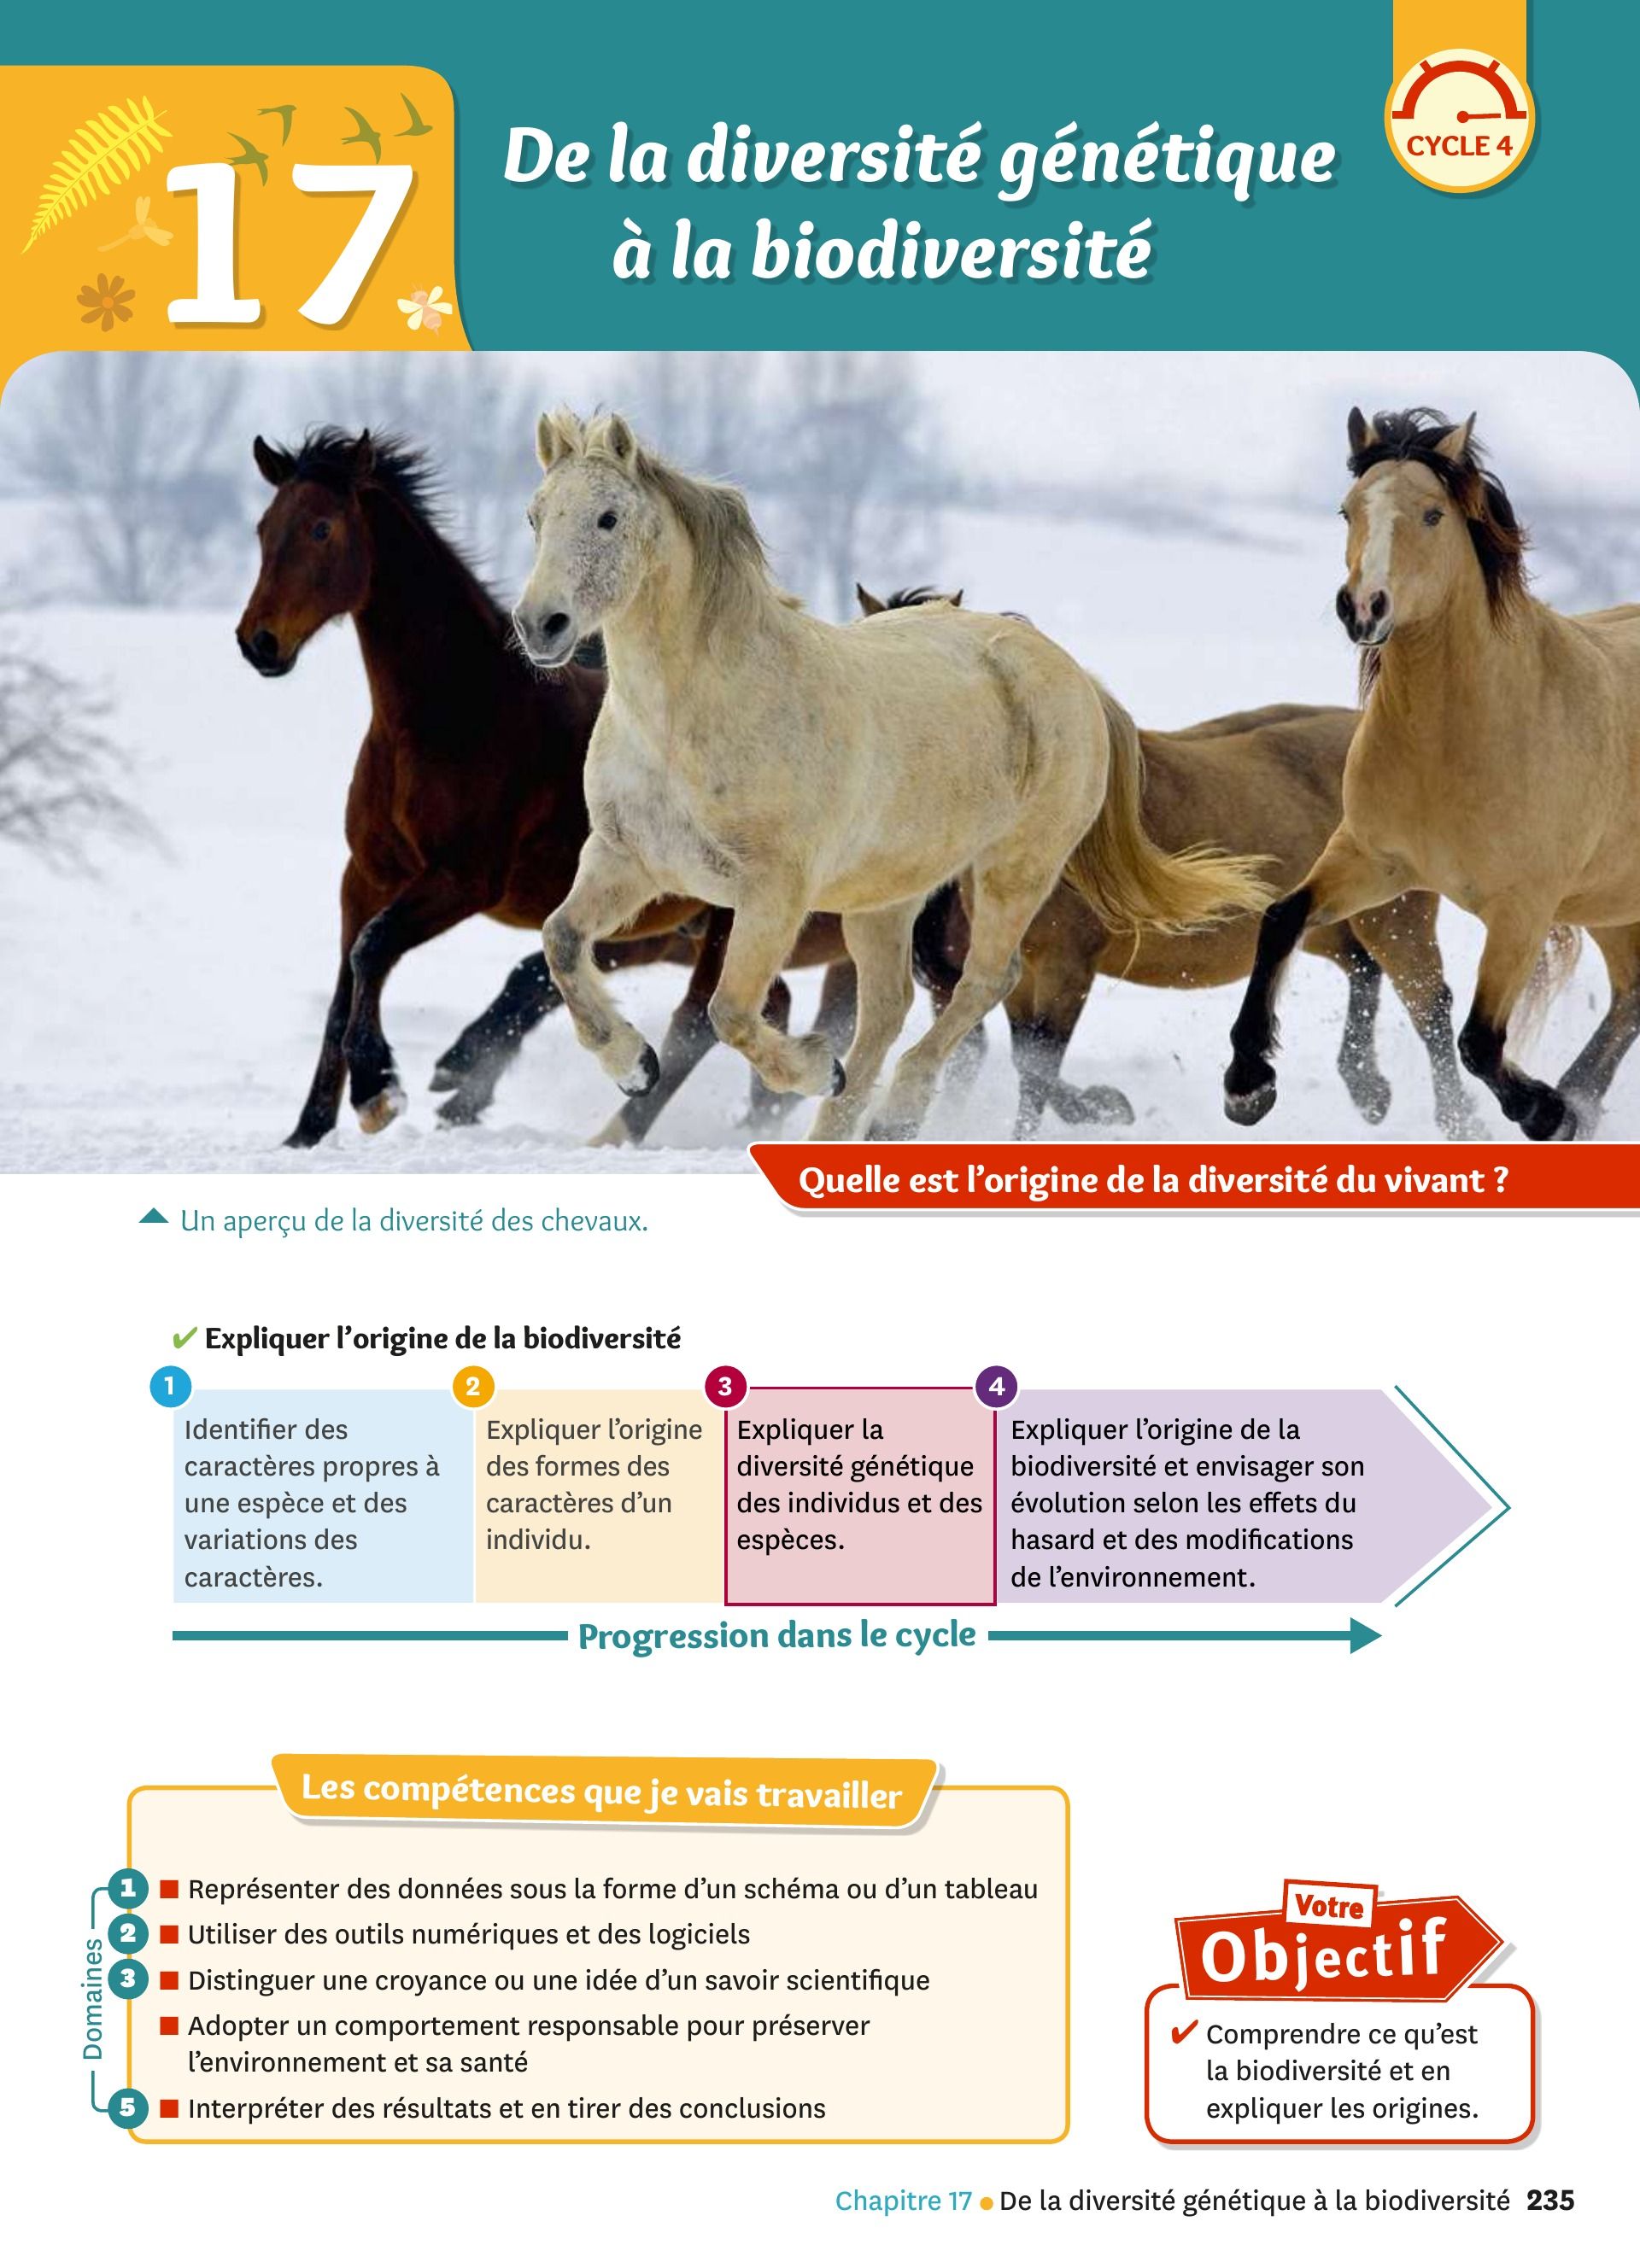 17
De la diversité génétique
à la biodiversité
CYCLE 4
Quelle est l'origine de la diversité du vivant ?
Un aperçu de la diversité des chevaux.
✔ Expliquer l'origine de la biodiversité
1
Identifier des
caractères propres à
une espèce et des
variations des
caractères.
2
Expliquer l'origine
des formes des
caractères d'un
individu.
3
Expliquer la
diversité génétique
des individus et des
espèces.
4
Expliquer l'origine de la
biodiversité et envisager son
évolution selon les effets du
hasard et des modifications
de l'environnement.
Progression dans le cycle
Les compétences que je vais travailler
Domaines
1 ■ Représenter des données sous la forme d'un schéma ou d'un tableau
2 ■ Utiliser des outils numériques et des logiciels
3 ■ Distinguer une croyance ou une idée d'un savoir scientifique
■ Adopter un comportement responsable pour préserver
l'environnement et sa santé
5 ■ Interpréter des résultats et en tirer des conclusions
Votre
Objectif
✔ Comprendre ce qu'est
la biodiversité et en
expliquer les origines.
Chapitre 17 • De la diversité génétique à la biodiversité 235